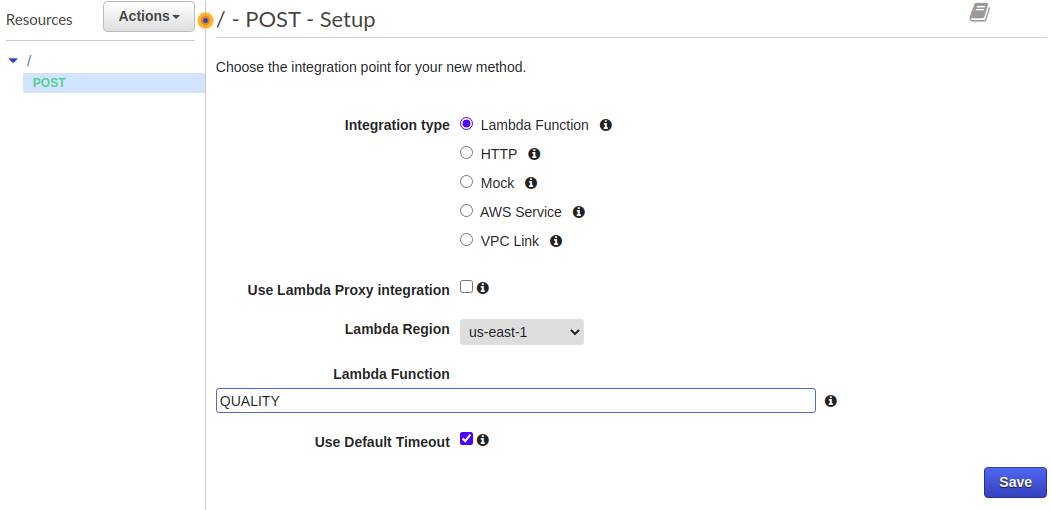 Resources
Actions
/ - POST - Setup
/
POST
Choose the integration point for your new method.
Integration type
Lambda Function
HTTP
Mock
AWS Service
VPC Link
Use Lambda Proxy integration
Lambda Region
us-east-1
Lambda Function
QUALITY
Use Default Timeout
Save